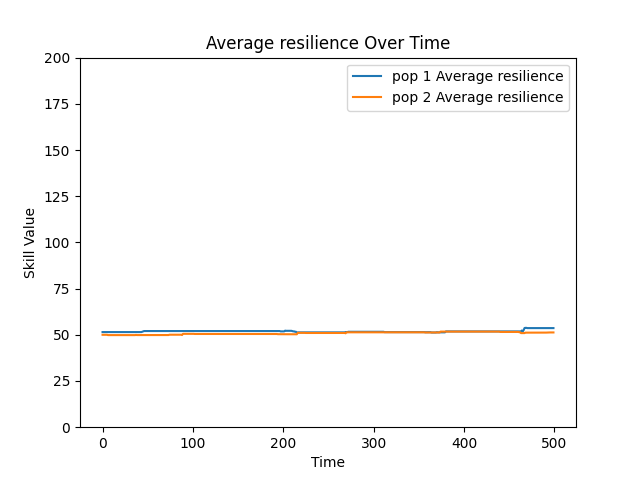 Average resilience Over Time
200
175
150
125
100
75
50
25
0
Skill Value
pop 1 Average resilience
pop 2 Average resilience
0 100 200 300 400 500
Time